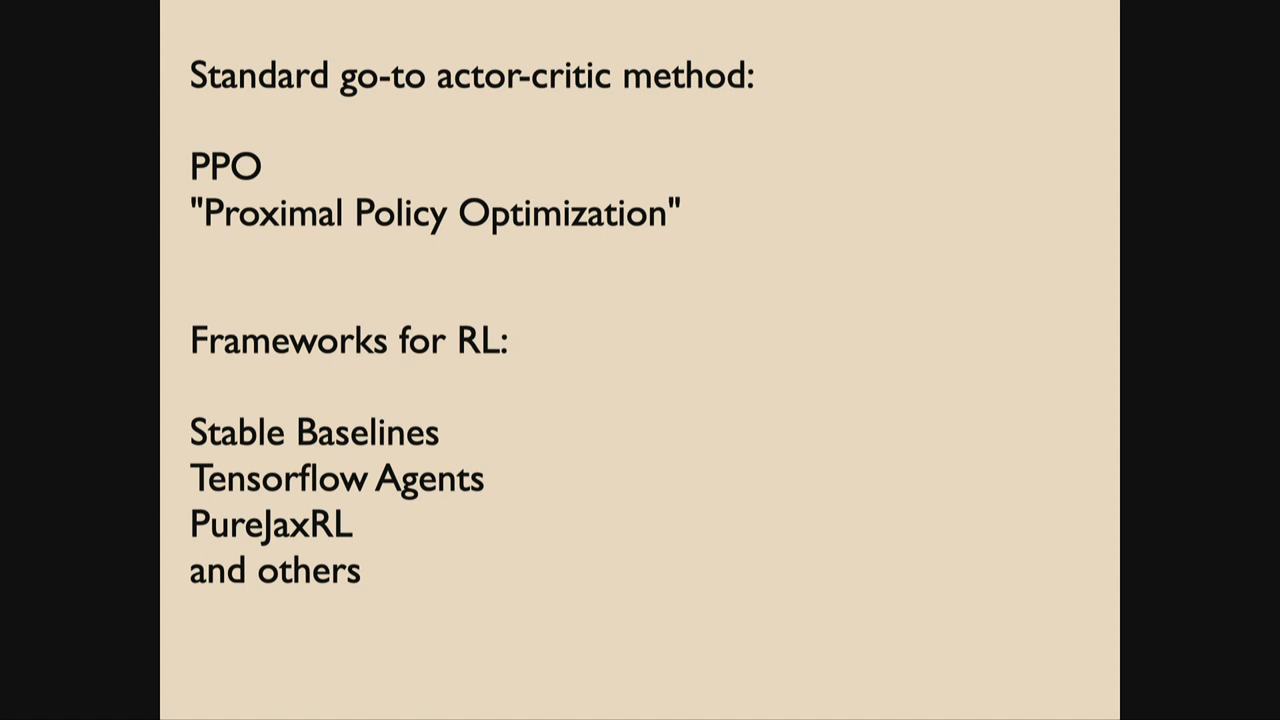 Standard go-to actor-critic method:
PPO
"Proximal Policy Optimization"
Frameworks for RL:
Stable Baselines
Tensorflow Agents
PureJaxRL
and others